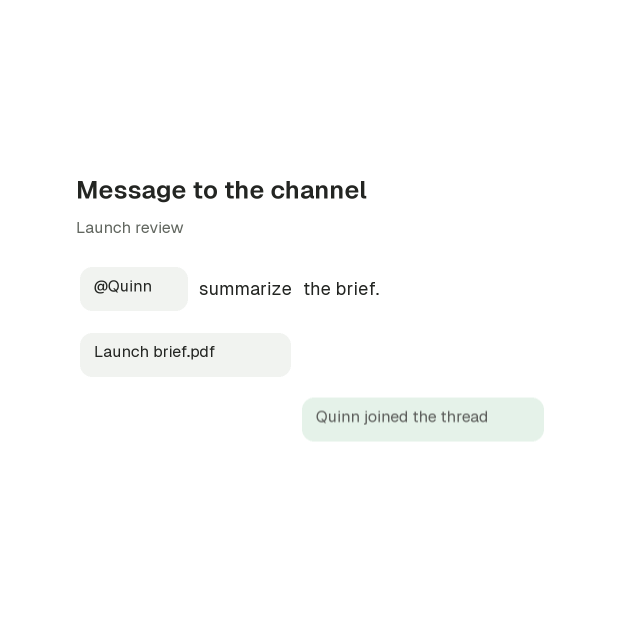 Message to the channel
Launch review
@Quinn summarize the brief.
Launch brief.pdf
Quinn joined the thread